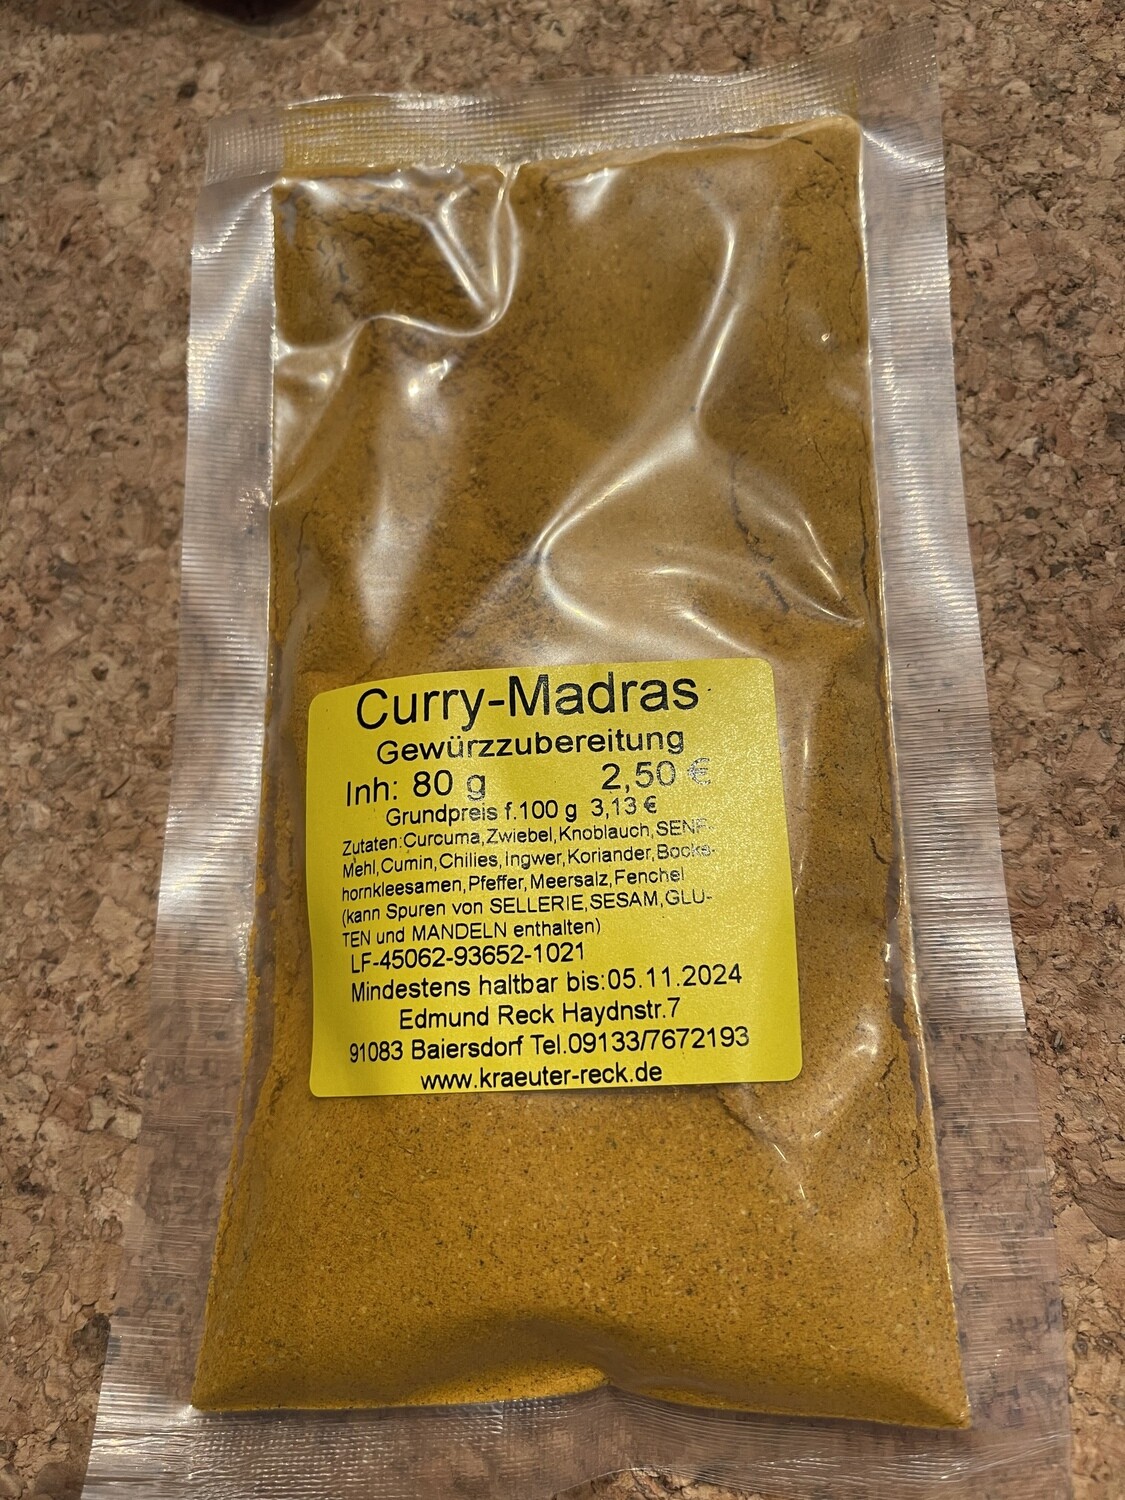 Curry-Madras
Gewürzzubereitung
Inh: 80 g 2,50 €
Grundpreis f.100 g 3,13 €
Zutaten:Curcuma,Zwiebel,Knoblauch,SENF-
Mehl,Cumin,Chilies,Ingwer,Koriander,Bocks-
hornkleesamen,Pfeffer,Meersalz,Fenchel
(kann Spuren von SELLERIE,SESAM,GLU-
TEN und MANDELN enthalten)
LF-45062-93652-1021
Mindestens haltbar bis:05.11.2024
Edmund Reck Haydnstr.7
91083 Baiersdorf Tel.09133/7672193
www.kraeuter-reck.de